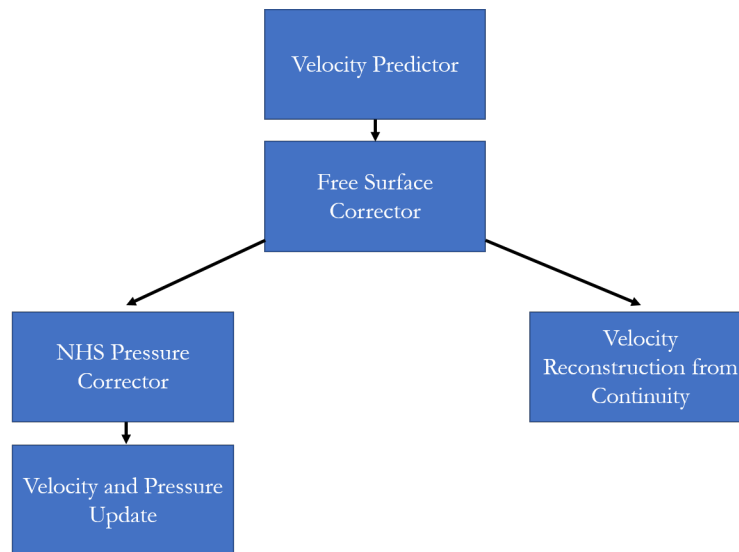 Velocity Predictor
Free Surface
Corrector
NHS Pressure
Corrector
Velocity
Reconstruction from
Continuity
Velocity and Pressure
Update